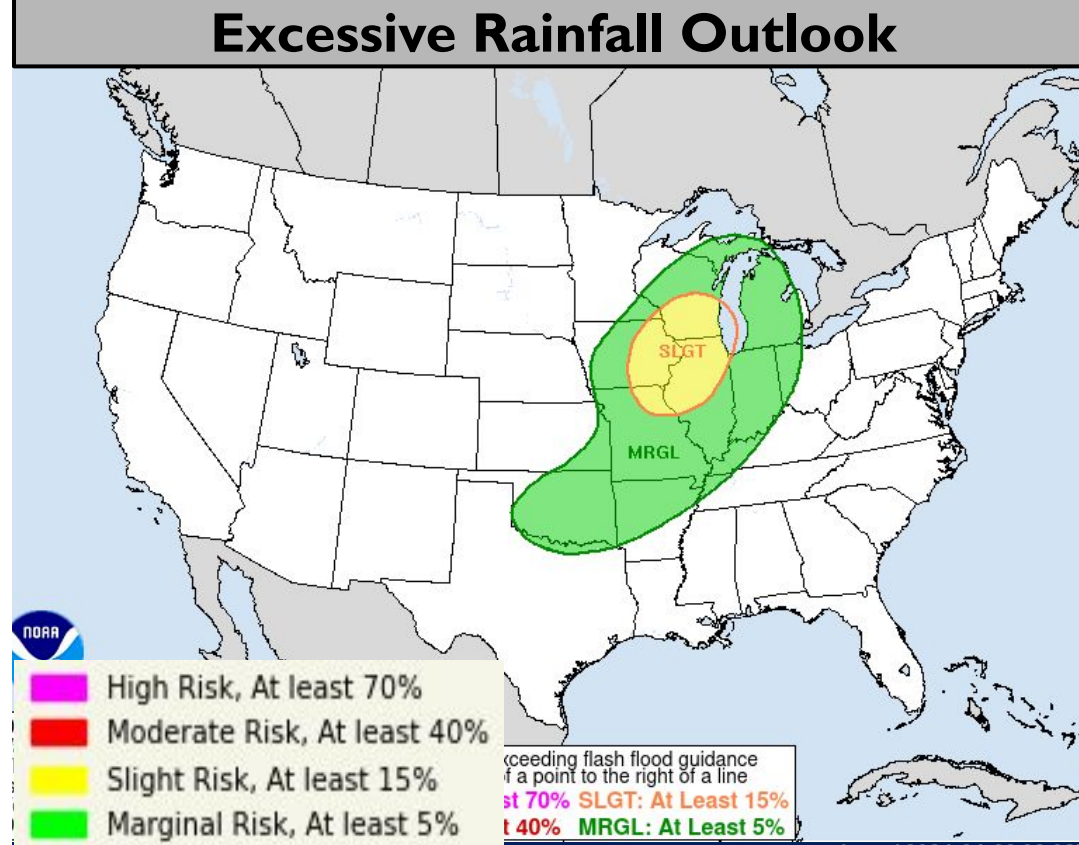 Excessive Rainfall Outlook
SLGT
MRGL
NOAA
High Risk, At least 70%
Moderate Risk, At least 40%
Slight Risk, At least 15%
Marginal Risk, At least 5%
xceeding flash flood guidance
of a point to the right of a line
st 70% SLGT: At Least 15%
t 40% MRGL: At Least 5%